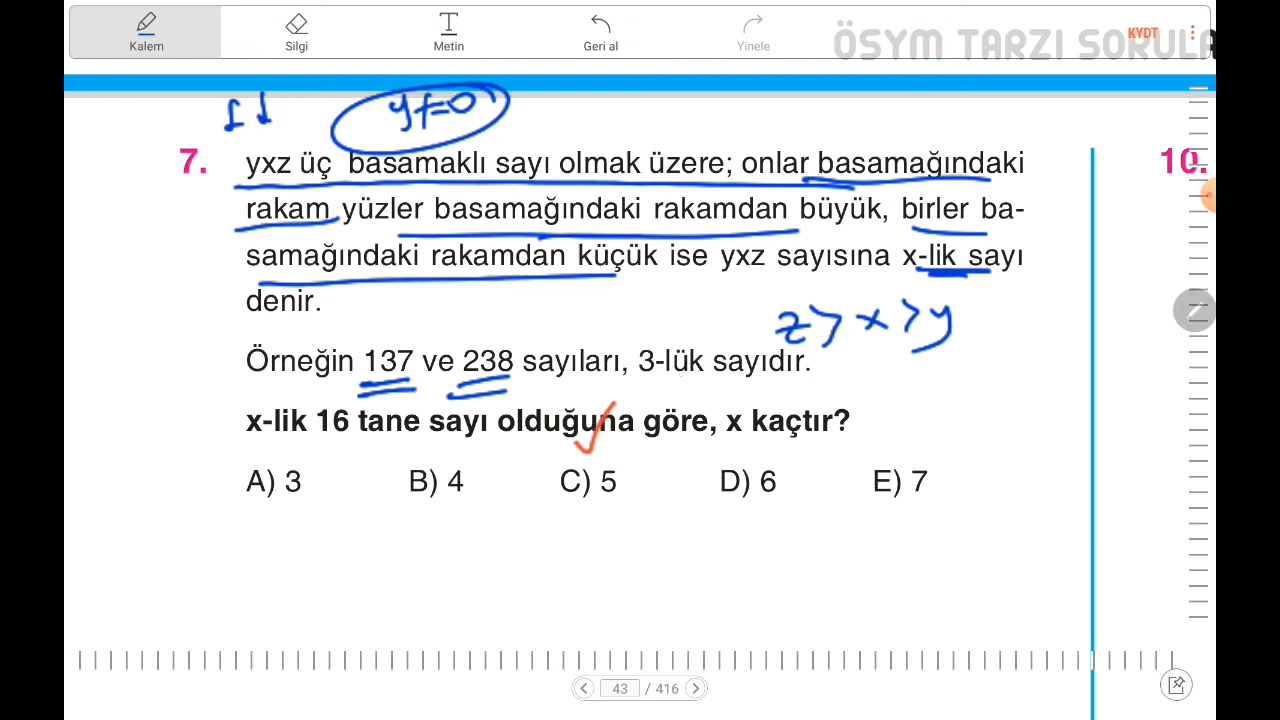 Kalem Silgi Metin Geri al Yinele
KYDT
ÖSYM TARZI SORULA
y≠0
7. yxz üç basamaklı sayı olmak üzere; onlar basamağındaki
rakam yüzler basamağındaki rakamdan büyük, birler ba-
samağındaki rakamdan küçük ise yxz sayısına x-lik sayı
denir.
z>x>y
Örneğin 137 ve 238 sayıları, 3-lük sayıdır.
x-lik 16 tane sayı olduğuna göre, x kaçtır?
A) 3 B) 4 C) 5 D) 6 E) 7
10.
43 / 416